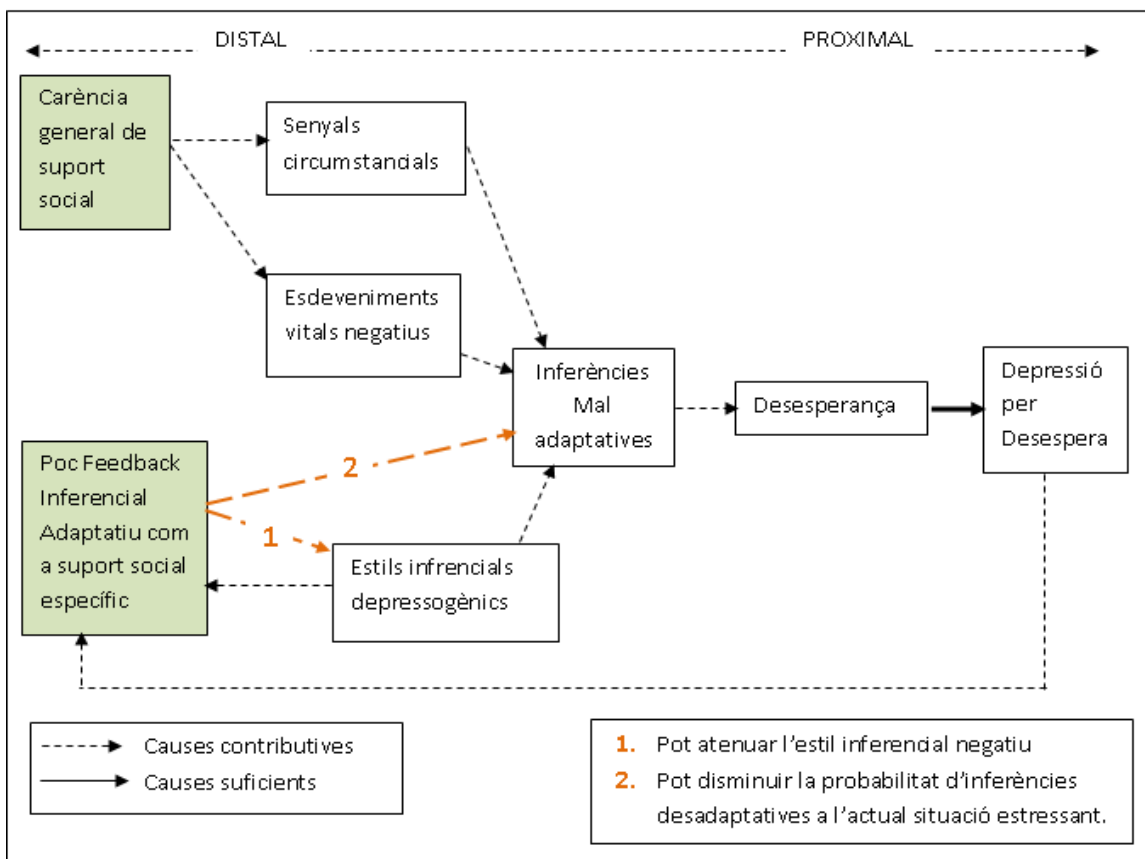 DISTAL
PROXIMAL
Carència
general de
suport
social
Senyals
circumstancials
Esdeveniments
vitals negatius
Inferències
Mal
adaptatives
Desesperança
Depressió
per
Desespera
Poc Feedback
Inferencial
Adaptatiu com
a suport social
específic
2
1
Estils infrencials
depressogènics
Causes contributives
Causes suficients
1. Pot atenuar l'estil inferencial negatiu
2. Pot disminuir la probabilitat d'inferències
desadaptatives a l'actual situació estressant.